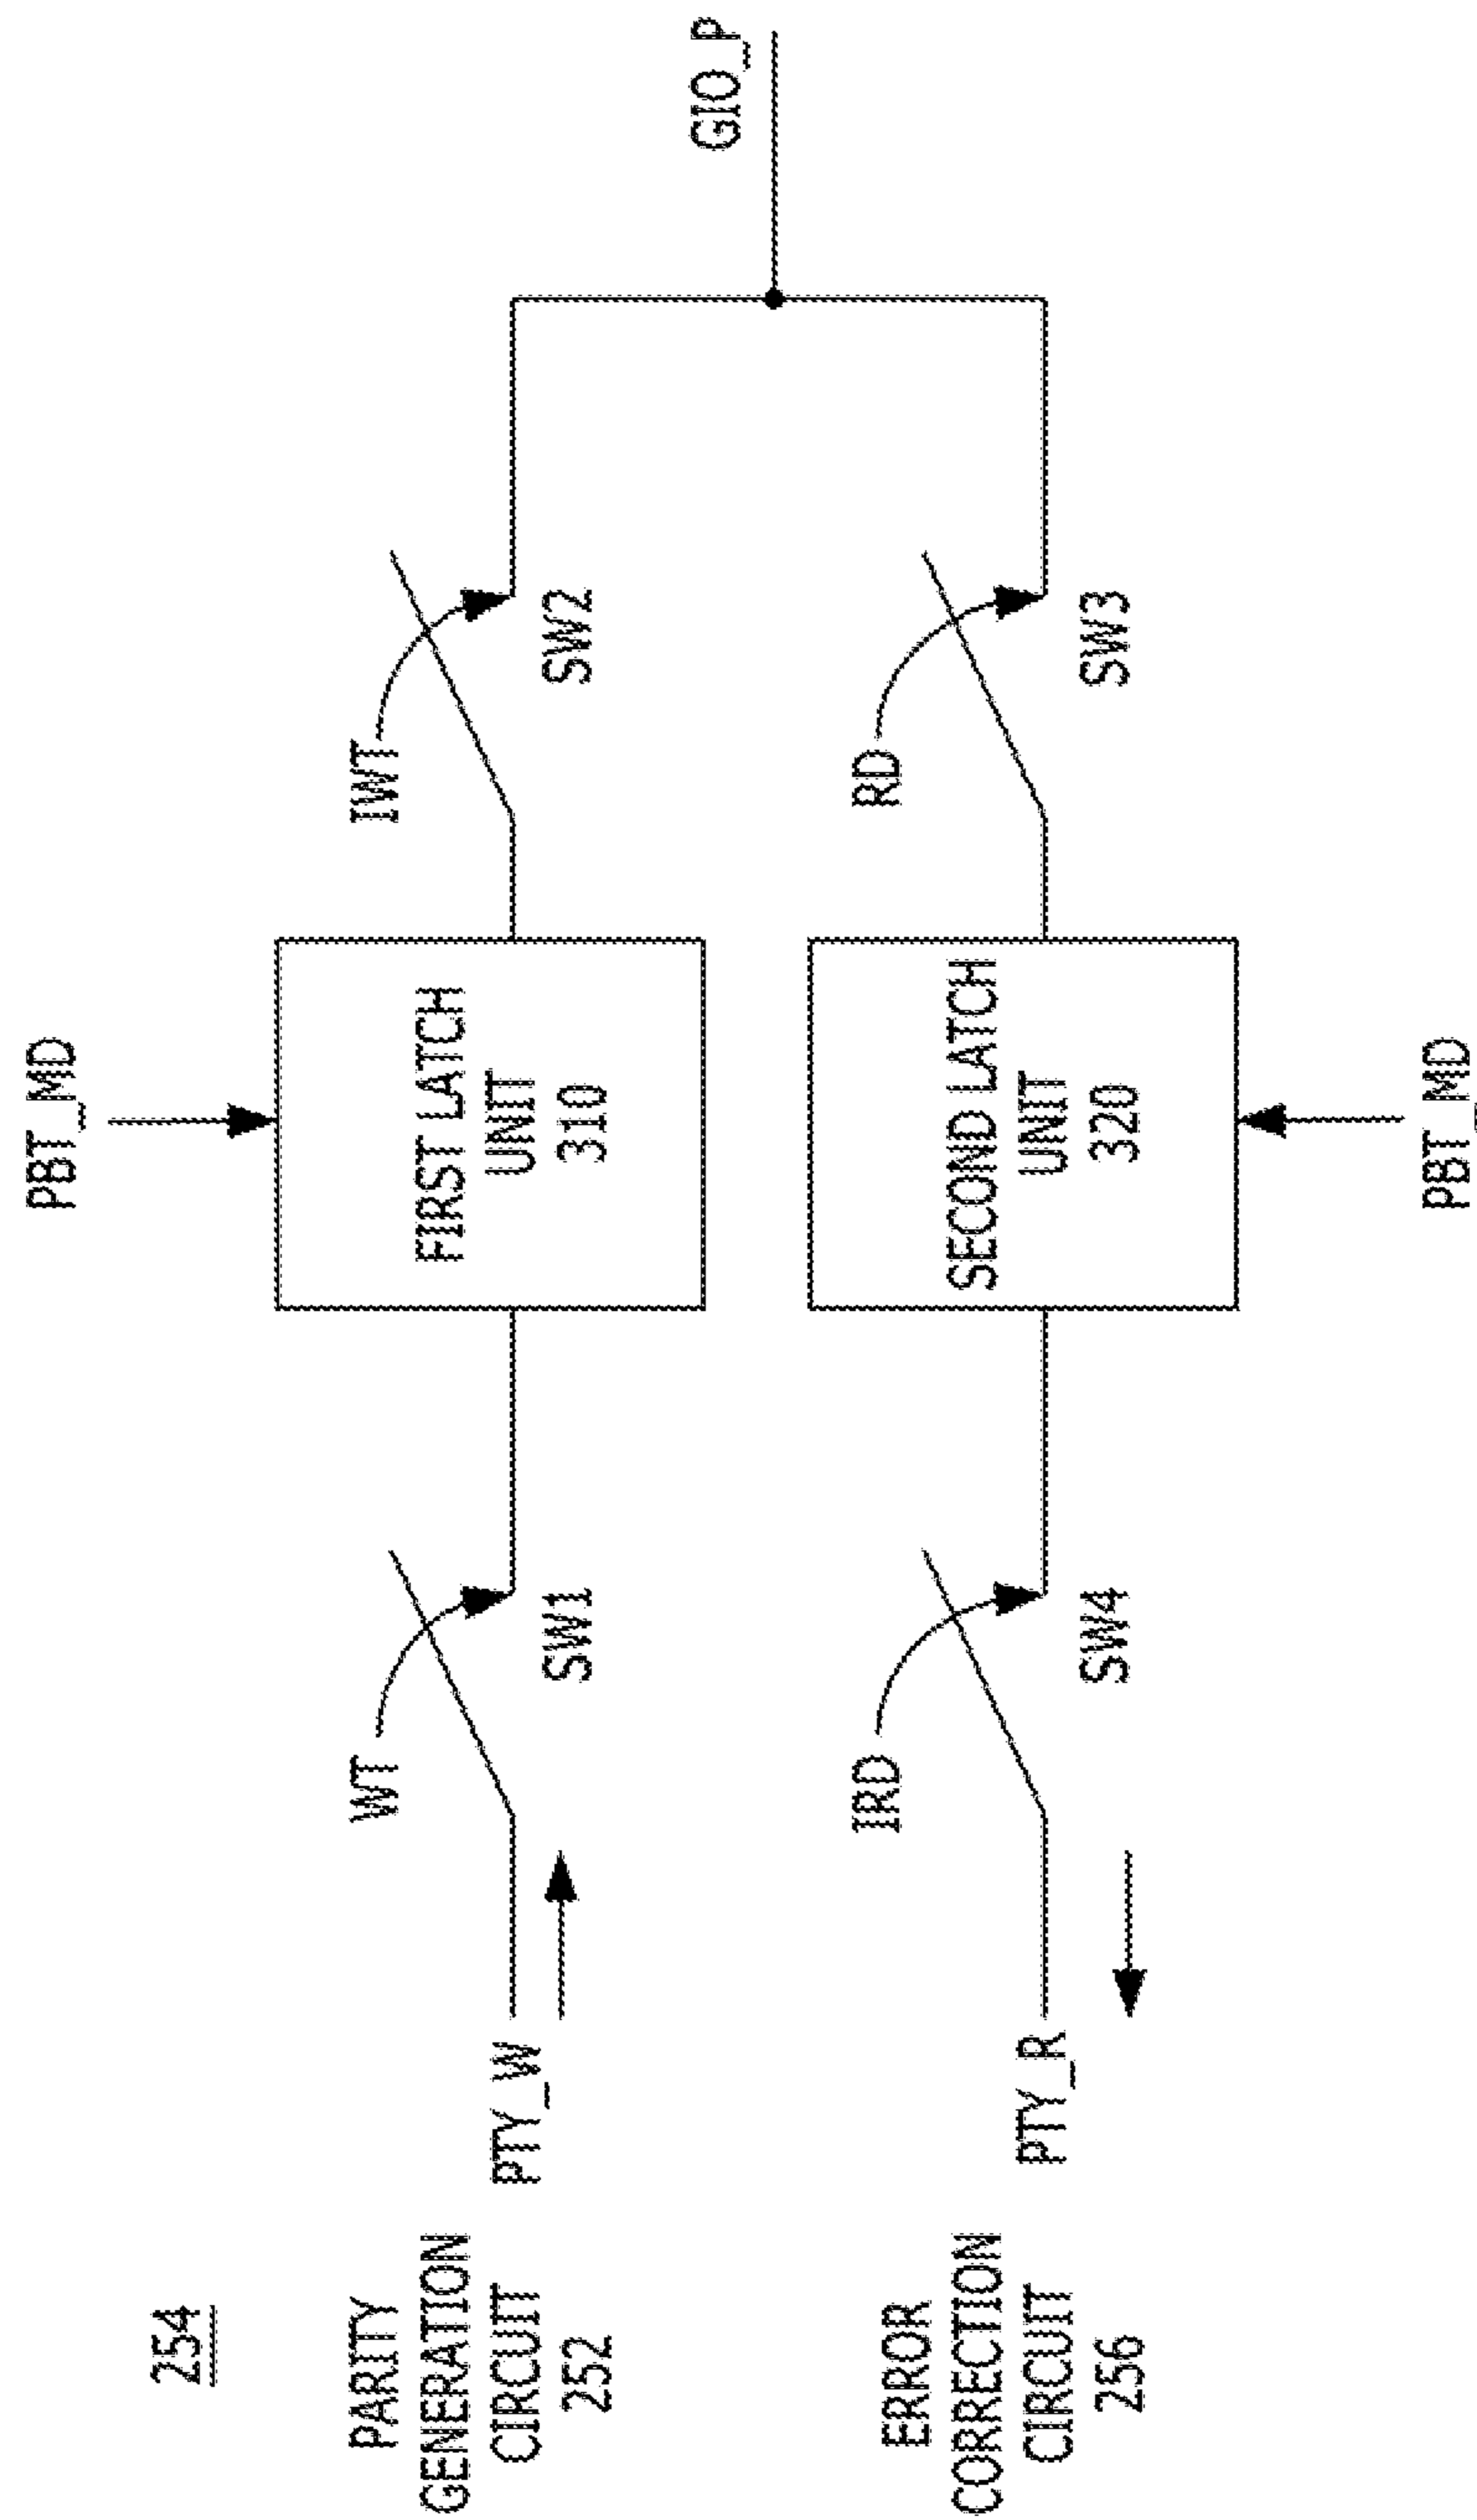 254
PBT_MD
PARITY
GENERATION
CIRCUIT
252
PTY_W
WT
SW1
FIRST LATCH
UNIT
310
IWT
SW2
GIO_P
ERROR
CORRECTION
CIRCUIT
256
PTY_R
IRD
SW4
SECOND LATCH
UNIT
320
RD
SW3
PBT_MD